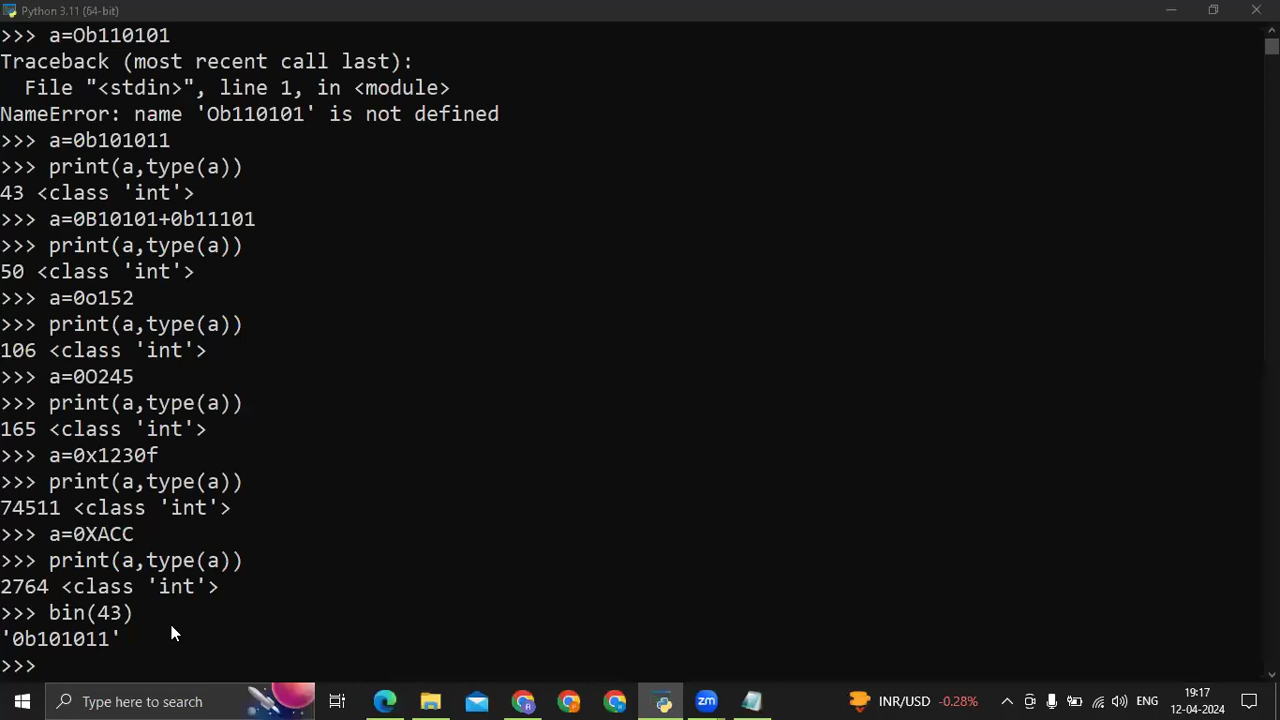 Python 3.11 (64-bit)
>>> a=Ob110101
Traceback (most recent call last):
  File "<stdin>", line 1, in <module>
NameError: name 'Ob110101' is not defined
>>> a=0b101011
>>> print(a,type(a))
43 <class 'int'>
>>> a=0B10101+0b11101
>>> print(a,type(a))
50 <class 'int'>
>>> a=0o152
>>> print(a,type(a))
106 <class 'int'>
>>> a=0O245
>>> print(a,type(a))
165 <class 'int'>
>>> a=0x1230f
>>> print(a,type(a))
74511 <class 'int'>
>>> a=0XACC
>>> print(a,type(a))
2764 <class 'int'>
>>> bin(43)
'0b101011'
>>>
Type here to search
zm
INR/USD -0.28%
ENG
19:17
12-04-2024